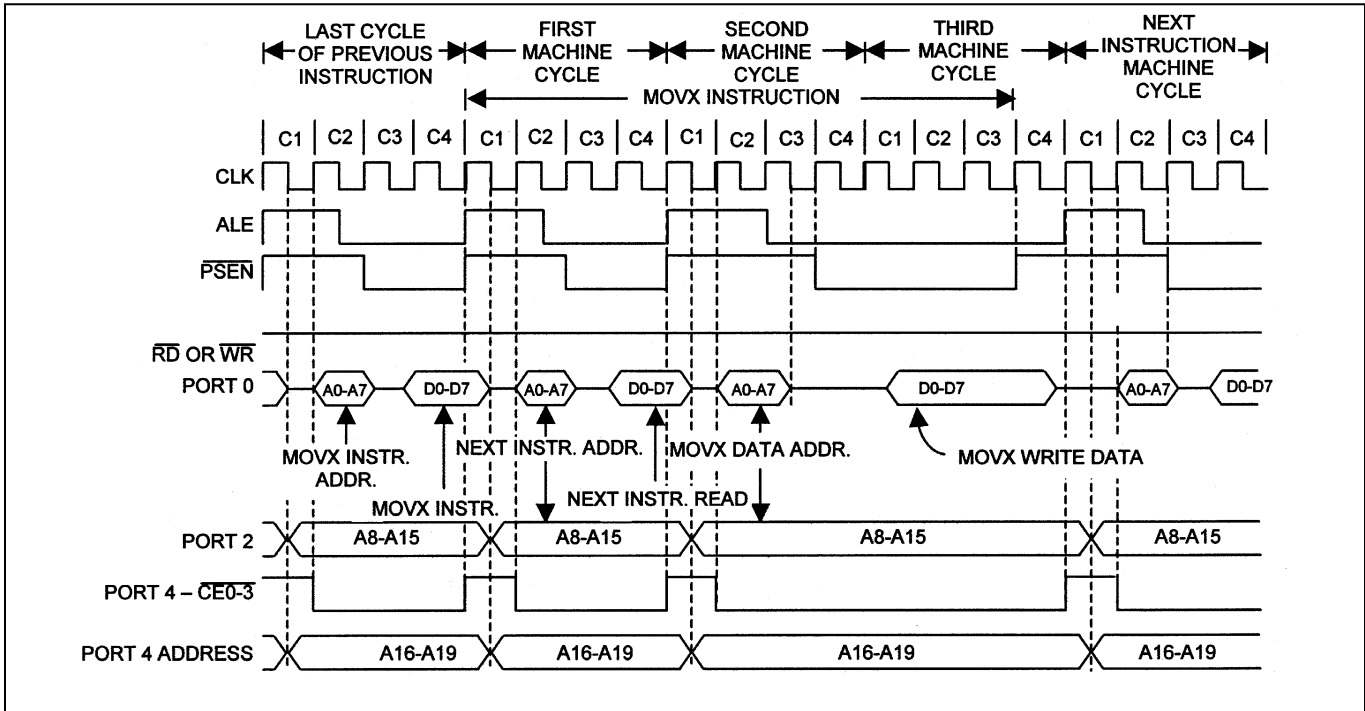 LAST CYCLE OF PREVIOUS INSTRUCTION
FIRST MACHINE CYCLE
SECOND MACHINE CYCLE
THIRD MACHINE CYCLE
NEXT INSTRUCTION MACHINE CYCLE
MOVX INSTRUCTION
C1 C2 C3 C4 C1 C2 C3 C4 C1 C2 C3 C4 C1 C2 C3 C4 C1 C2 C3 C4
CLK
ALE
PSEN
RD OR WR
PORT 0 A0-A7 D0-D7 A0-A7 D0-D7 A0-A7 D0-D7 A0-A7 D0-D7
MOVX INSTR. ADDR.
MOVX INSTR.
NEXT INSTR. ADDR.
NEXT INSTR. READ
MOVX DATA ADDR.
MOVX WRITE DATA
PORT 2 A8-A15 A8-A15 A8-A15 A8-A15
PORT 4 – CE0-3
PORT 4 ADDRESS A16-A19 A16-A19 A16-A19 A16-A19